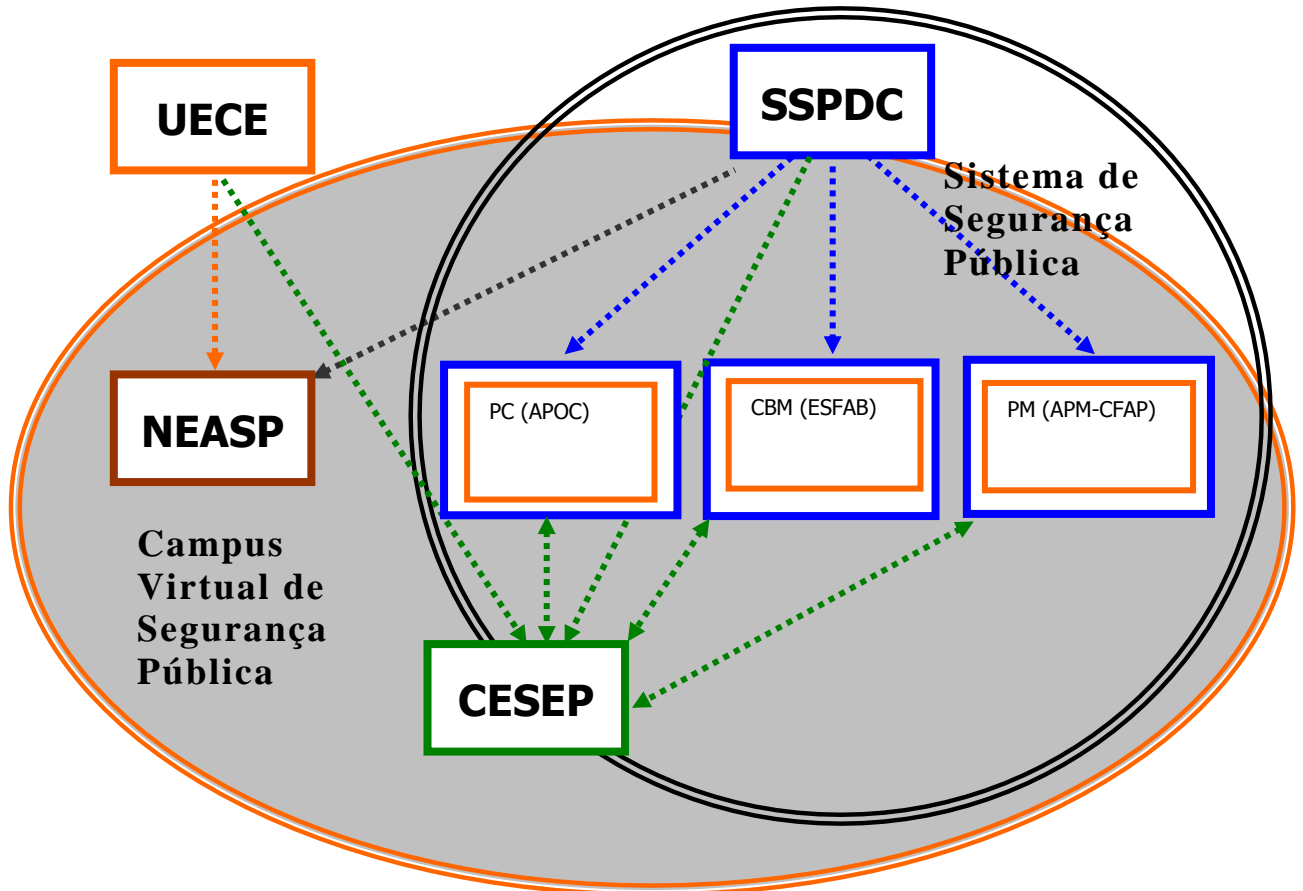 UECE
SSPDC
Sistema de
Segurança
Pública
NEASP
PC (APOC)
CBM (ESFAB)
PM (APM-CFAP)
Campus
Virtual de
Segurança
Pública
CESEP